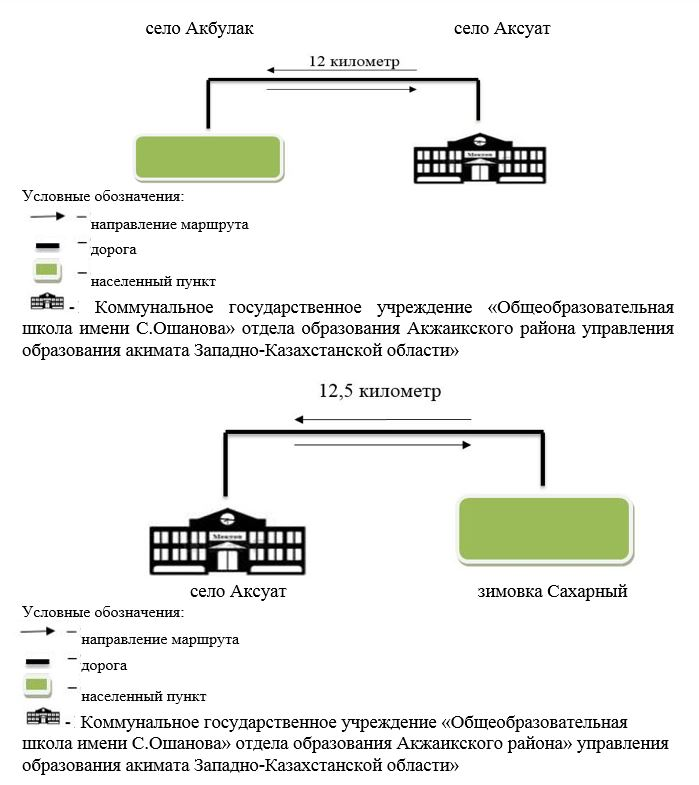 село Акбулак село Аксуат
12 километр
Мектеп
Условные обозначения:
– направление маршрута
– дорога
– населенный пункт
- Коммунальное государственное учреждение «Общеобразовательная
школа имени С.Ошанова» отдела образования Акжаикского района управления
образования акимата Западно-Казахстанской области»
12,5 километр
Мектеп
село Аксуат зимовка Сахарный
Условные обозначения:
– направление маршрута
– дорога
– населенный пункт
- Коммунальное государственное учреждение «Общеобразовательная
школа имени С.Ошанова» отдела образования Акжаикского района» управления
образования акимата Западно-Казахстанской области»